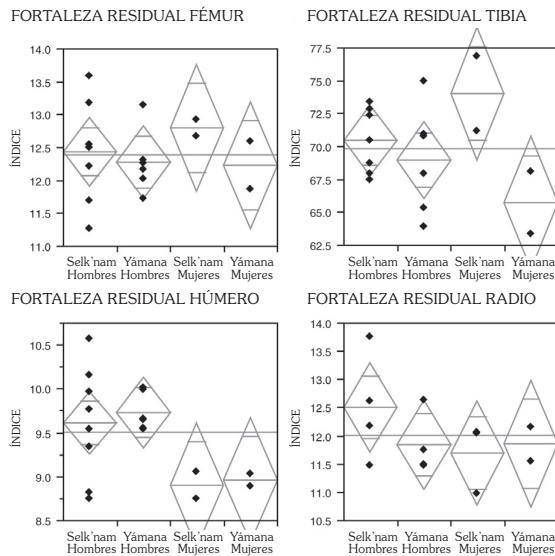 FORTALEZA RESIDUAL FÉMUR
14.0
13.5
13.0
12.5
12.0
11.5
11.0
ÍNDICE
Selk'nam Hombres
Yámana Hombres
Selk'nam Mujeres
Yámana Mujeres
FORTALEZA RESIDUAL TIBIA
77.5
75.0
72.5
70.0
67.5
65.0
62.5
ÍNDICE
Selk'nam Hombres
Yámana Hombres
Selk'nam Mujeres
Yámana Mujeres
FORTALEZA RESIDUAL HÚMERO
10.5
10.0
9.5
9.0
8.5
ÍNDICE
Selk'nam Hombres
Yámana Hombres
Selk'nam Mujeres
Yámana Mujeres
FORTALEZA RESIDUAL RADIO
14.0
13.5
13.0
12.5
12.0
11.5
11.0
10.5
ÍNDICE
Selk'nam Hombres
Yámana Hombres
Selk'nam Mujeres
Yámana Mujeres